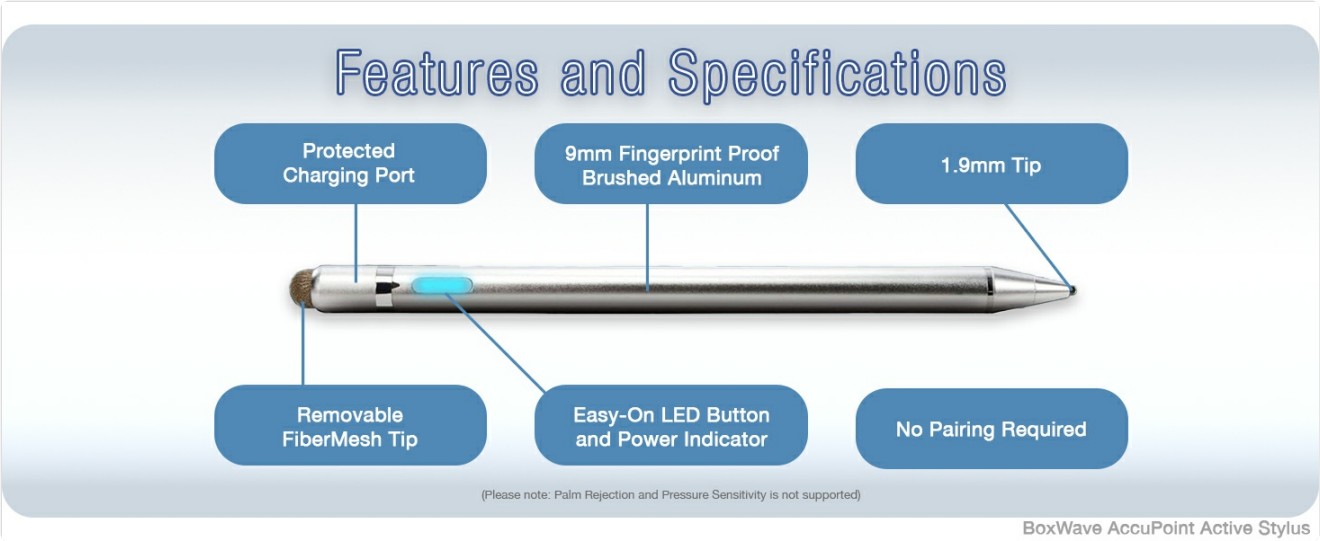 Features and Specifications
Protected
Charging Port
9mm Fingerprint Proof
Brushed Aluminum
1.9mm Tip
Removable
FiberMesh Tip
Easy-On LED Button
and Power Indicator
No Pairing Required
(Please note: Palm Rejection and Pressure Sensitivity is not supported)
BoxWave AccuPoint Active Stylus